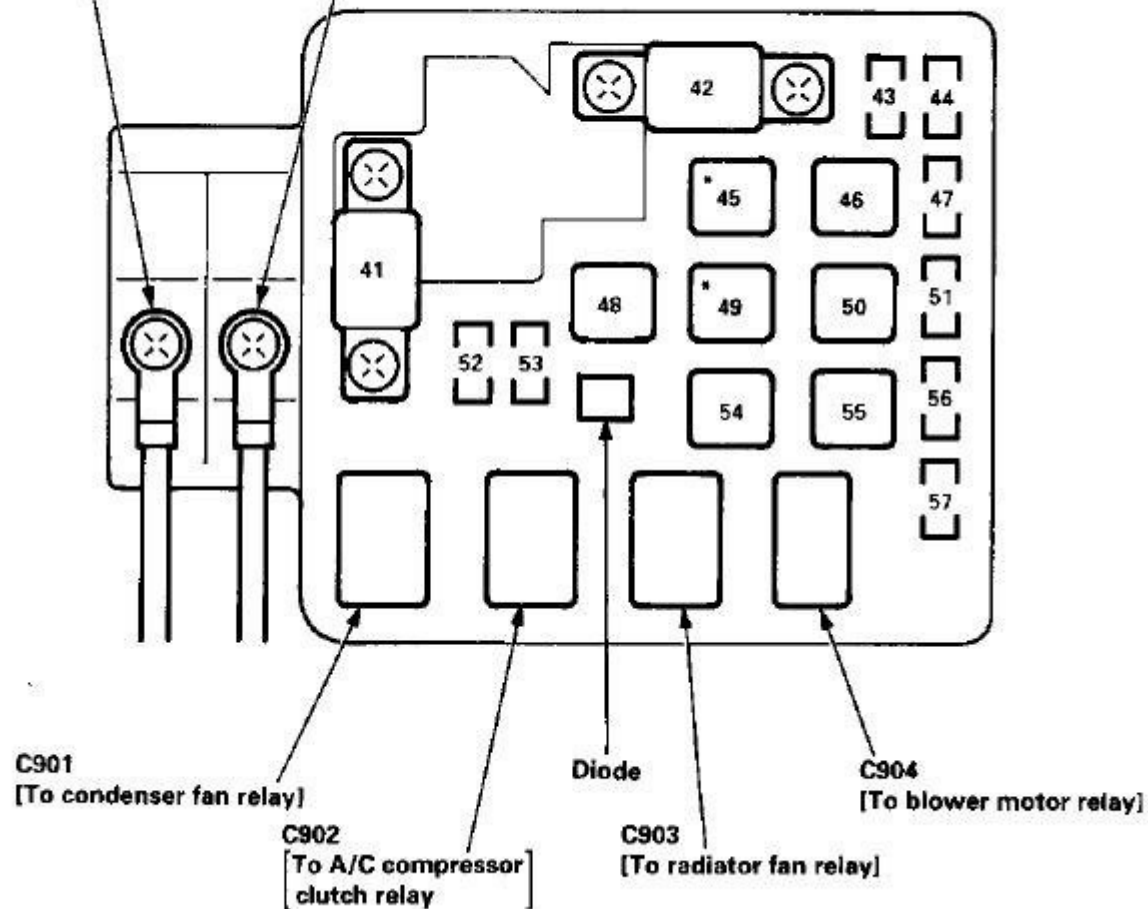 42
43
44
* 45
46
47
41
48
* 49
50
51
52
53
54
55
56
57
C901
[To condenser fan relay]
C902
[To A/C compressor
clutch relay]
Diode
C903
[To radiator fan relay]
C904
[To blower motor relay]